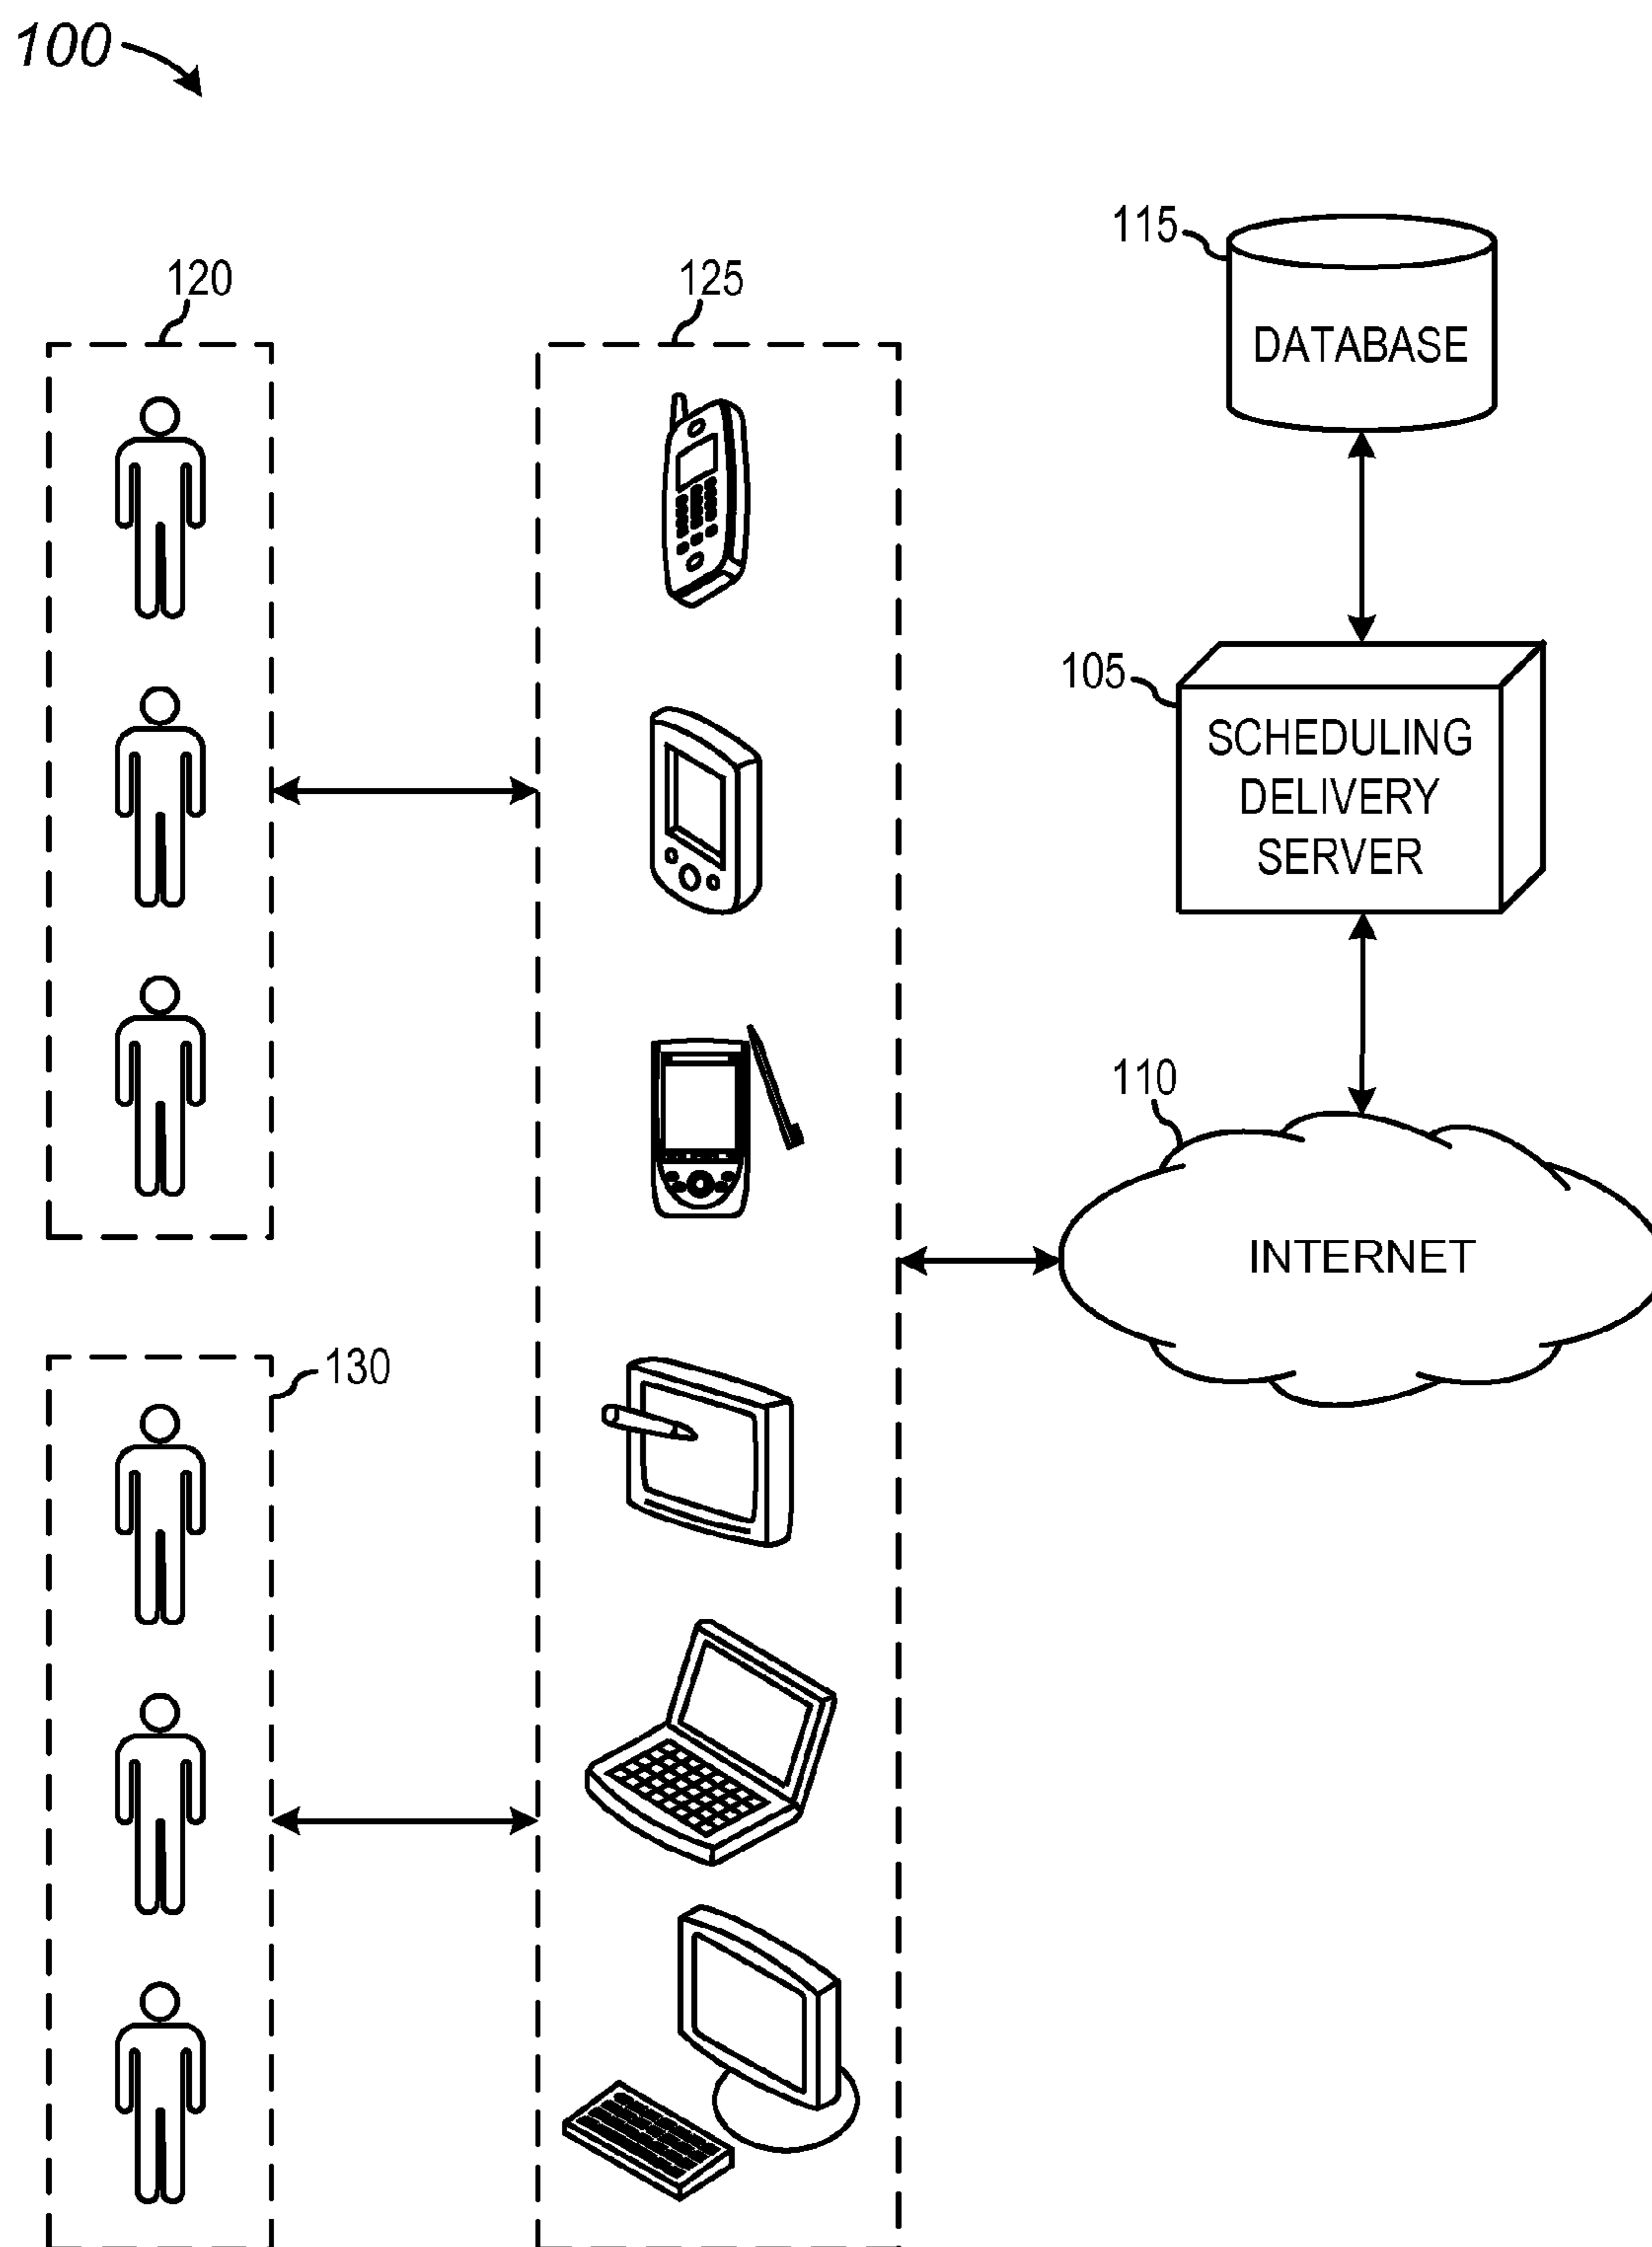 100
115
120
125
DATABASE
105
SCHEDULING
DELIVERY
SERVER
110
INTERNET
130